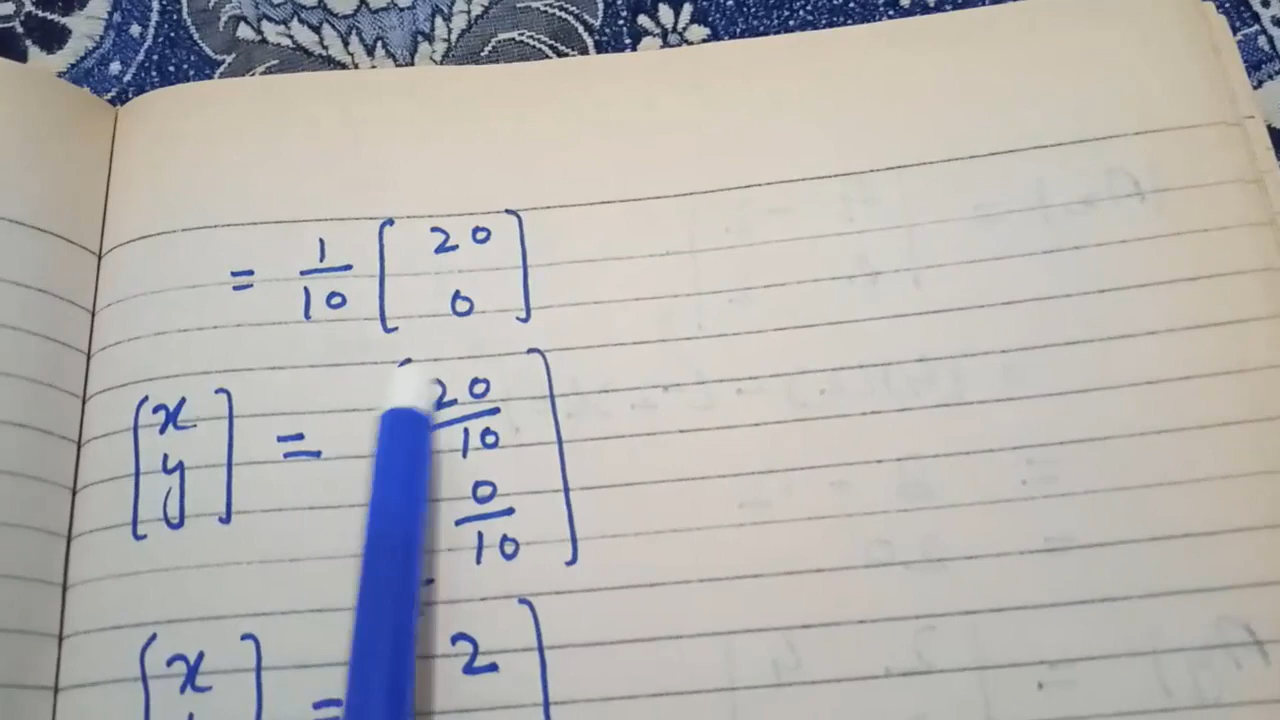 = 1/10 [ 20
0 ]
[ x
y ] = [ 20/10
0/10 ]
[ x = [ 2 ]